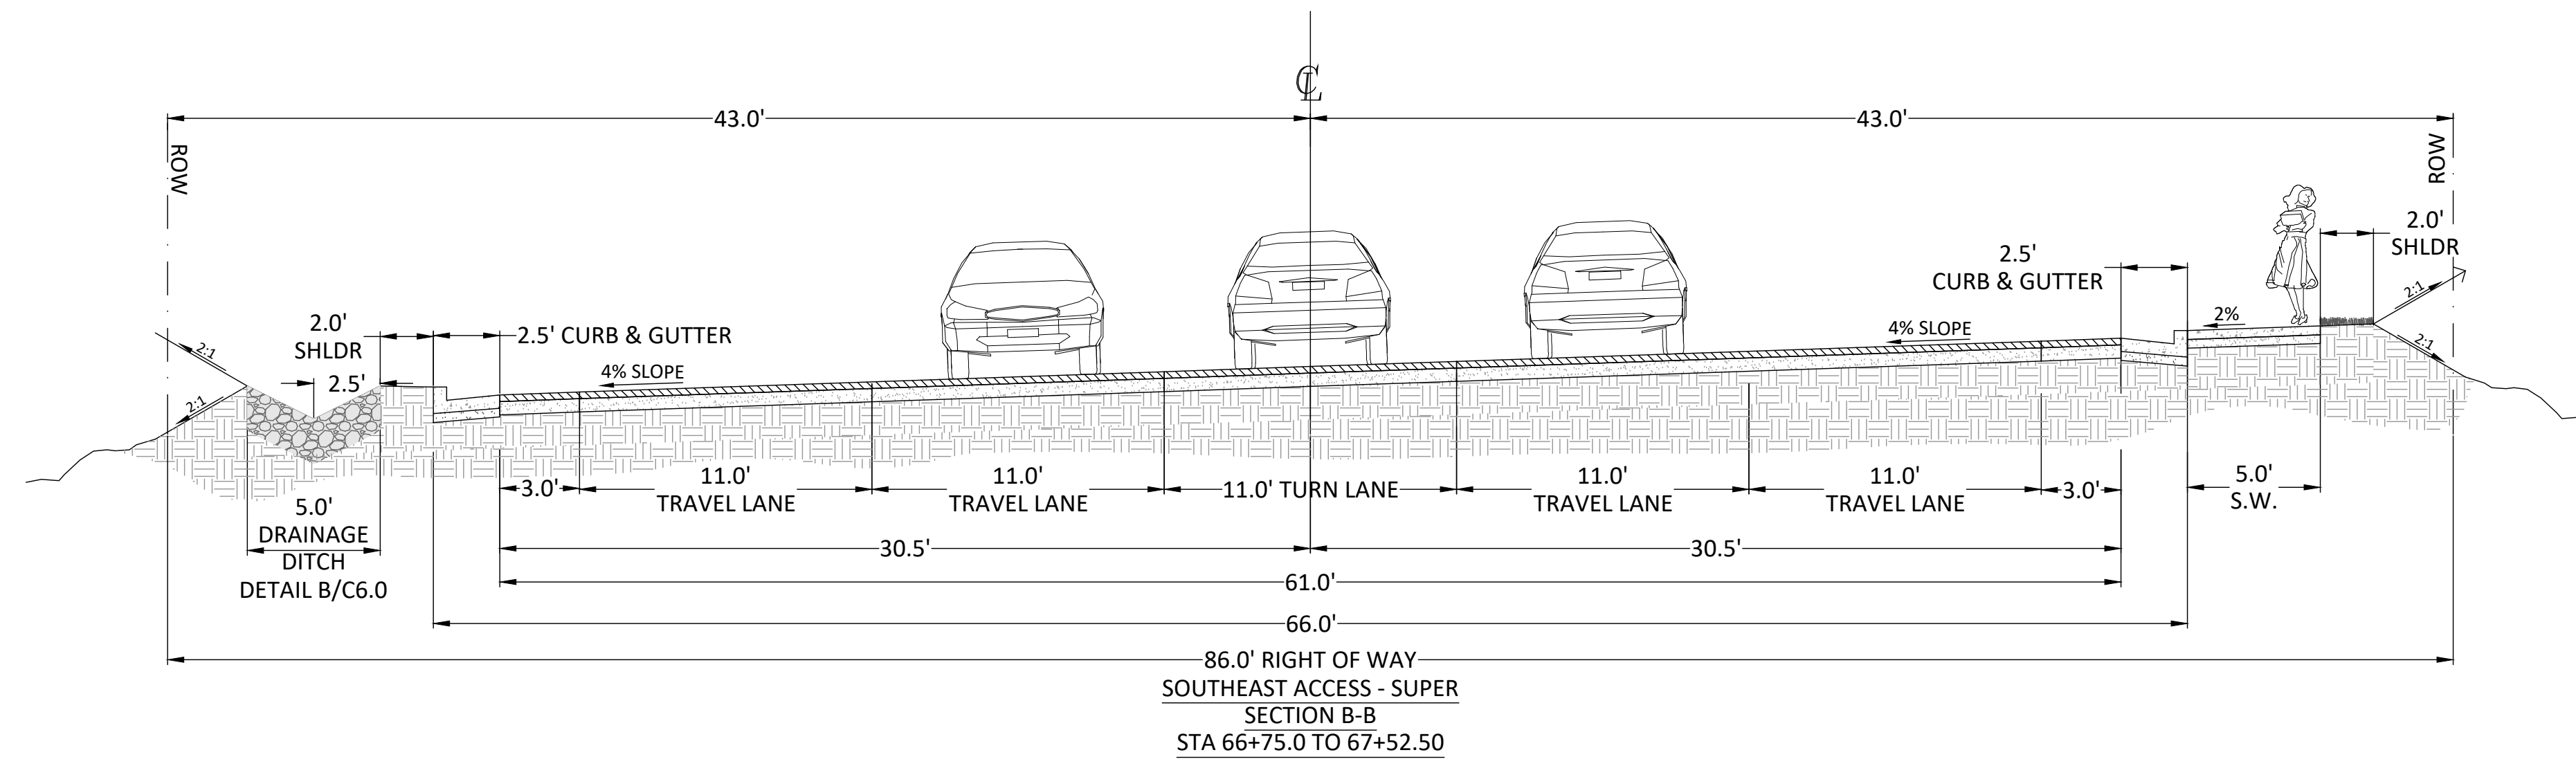 ℄
43.0'
43.0'
ROW
ROW
2.0'
SHLDR
2.5'
CURB & GUTTER
2:1
2:1
2%
2.0'
SHLDR
2.5' CURB & GUTTER
4% SLOPE
4% SLOPE
2:1
2:1
2.5'
3.0'
11.0'
TRAVEL LANE
11.0'
TRAVEL LANE
11.0' TURN LANE
11.0'
TRAVEL LANE
11.0'
TRAVEL LANE
3.0'
5.0'
S.W.
5.0'
DRAINAGE
DITCH
DETAIL B/C6.0
30.5'
30.5'
61.0'
66.0'
86.0' RIGHT OF WAY
SOUTHEAST ACCESS - SUPER
SECTION B-B
STA 66+75.0 TO 67+52.50